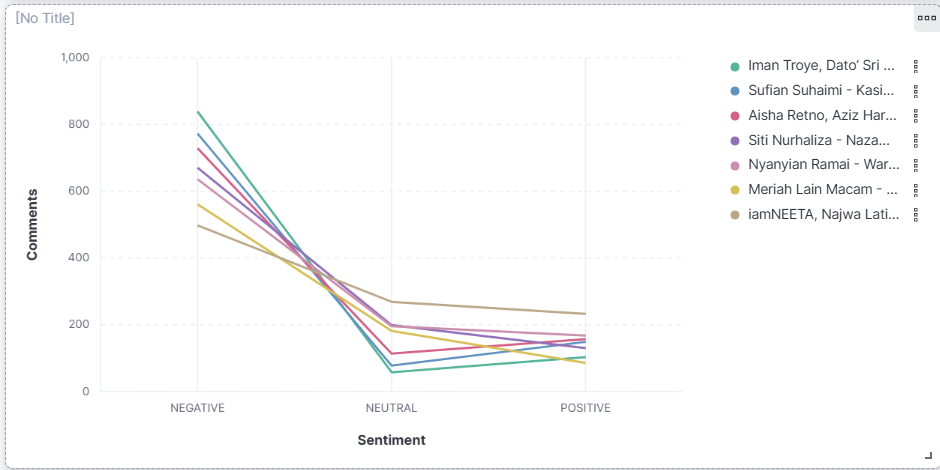 [No Title]
1,000
800
600
400
200
0
Comments
NEGATIVE
NEUTRAL
POSITIVE
Sentiment
Iman Troye, Dato’ Sri ...
Sufian Suhaimi - Kasi...
Aisha Retno, Aziz Har...
Siti Nurhaliza - Naza...
Nyanyian Ramai - War...
Meriah Lain Macam - ...
iamNEETA, Najwa Lati...